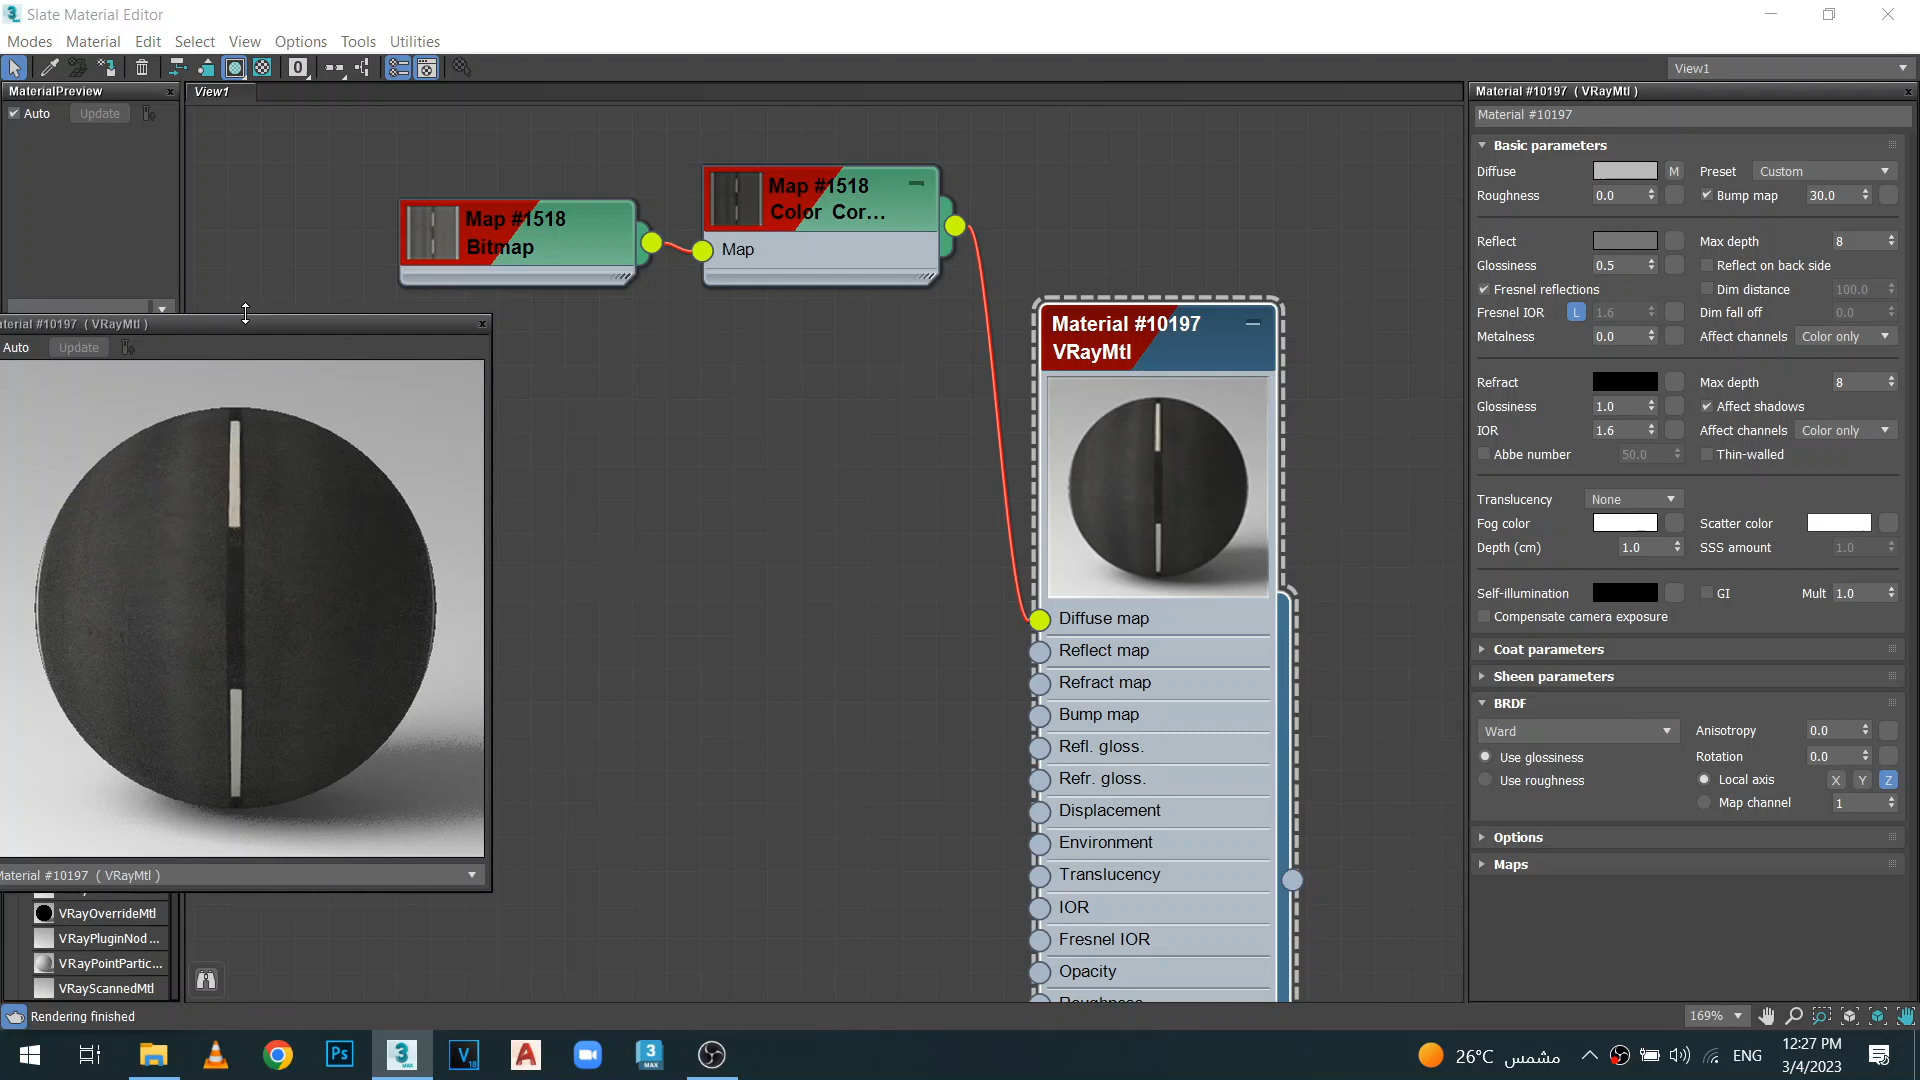 Slate Material Editor
Modes Material Edit Select View Options Tools Utilities
View1
MaterialPreview
View1
Material #10197 ( VRayMtl )
Auto Update
Material #10197
Basic parameters
Diffuse M Preset Custom
Roughness 0.0 Bump map 30.0
Reflect Max depth 8
Glossiness 0.5 Reflect on back side
Fresnel reflections Dim distance 100.0
Fresnel IOR L 1.6 Dim fall off 0.0
Metalness 0.0 Affect channels Color only
Refract Max depth 8
Glossiness 1.0 Affect shadows
IOR 1.6 Affect channels Color only
Abbe number 50.0 Thin-walled
Translucency None
Fog color Scatter color
Depth (cm) 1.0 SSS amount 1.0
Self-illumination GI Mult 1.0
Compensate camera exposure
Coat parameters
Sheen parameters
BRDF
Ward Anisotropy 0.0
Use glossiness Rotation 0.0
Use roughness Local axis X Y Z
Map channel 1
Options
Maps
Map #1518
Bitmap
Map #1518
Color Cor...
Map
Material #10197
VRayMtl
Diffuse map
Reflect map
Refract map
Bump map
Refl. gloss.
Refr. gloss.
Displacement
Environment
Translucency
IOR
Fresnel IOR
Opacity
Roughness
aterial #10197 ( VRayMtl )
Auto Update
Material #10197 ( VRayMtl )
VRayOverrideMtl
VRayPluginNod ...
VRayPointPartic...
VRayScannedMtl
Rendering finished
169%
Ps
3
MAX
V
A
3
MAX
26°C مشمس
ENG
12:27 PM
3/4/2023